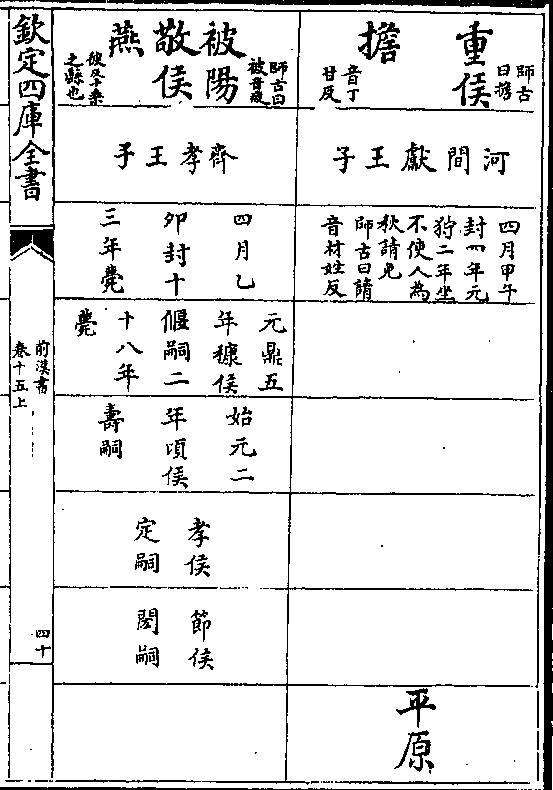 重侯
師古
曰擔
擔
音丁
甘反
河間獻王子
四月甲午
封四年元
狩二年坐
不使人為
秋請免
師古曰請
音材姓反
平原
被陽
師古曰
被音疲
敬侯
燕
彼反千乘
之縣也
齊孝王子
四月乙
卯封十
三年薨
元鼎五
年穅侯
偃嗣二
十八年
薨
始元二
年頃侯
壽嗣
孝侯
定嗣
節侯
閎嗣
欽定四庫全書
前漢書
卷十五上
四十